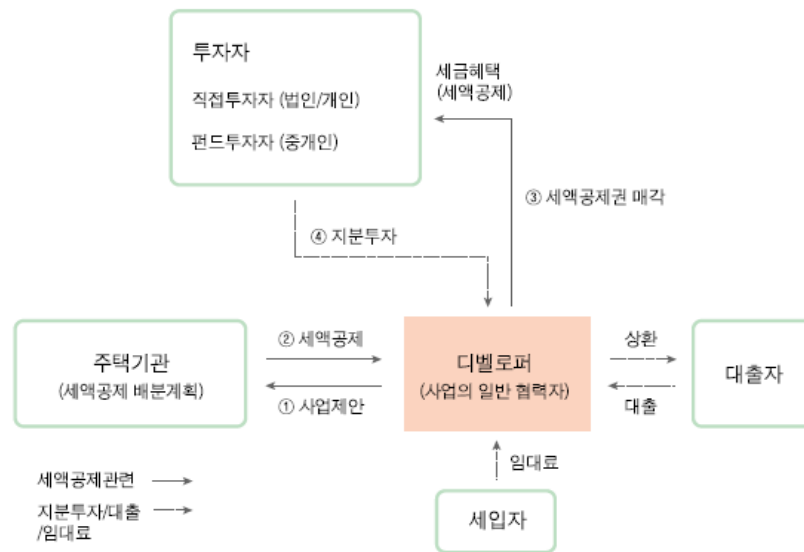 투자자
직접투자자 (법인/개인)
펀드투자자 (중개인)
세금혜택
(세액공제)
③ 세액공제권 매각
④ 지분투자
주택기관
(세액공제 배분계획)
② 세액공제
① 사업제안
디벨로퍼
(사업의 일반 협력자)
상환
대출
대출자
임대료
세입자
세액공제관련
지분투자/대출
/임대료